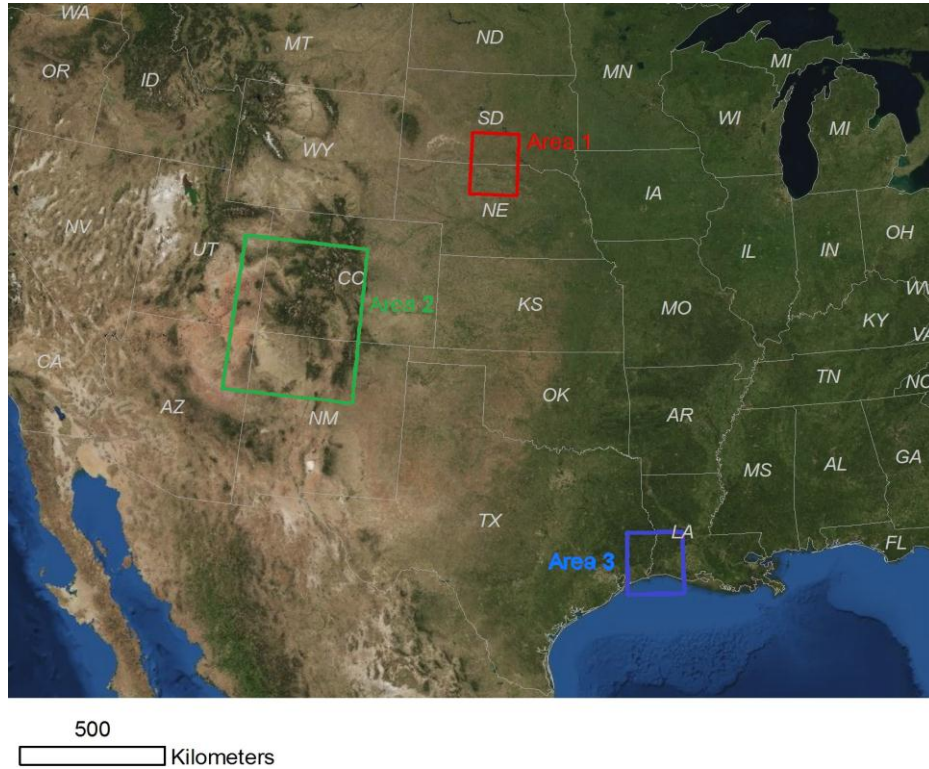 WA
MT
ND
MN
MI
OR
ID
SD
WI
MI
WY
Area 1
IA
NE
NV
UT
IL
IN
OH
CC
Area 2
KS
MO
WV
KY
VA
CA
AZ
NM
OK
TN
NC
AR
MS
AL
GA
TX
LA
FL
Area 3
500
Kilometers